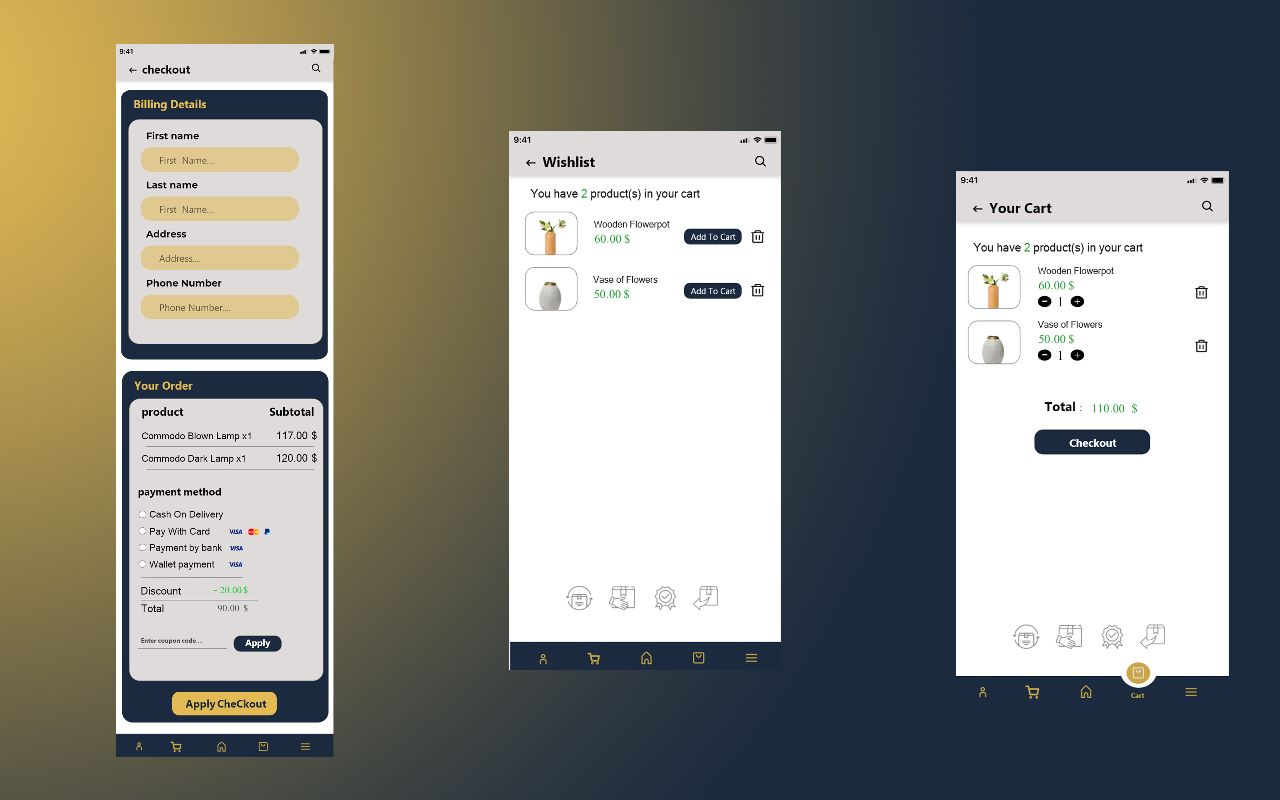 9:41
checkout
Billing Details
First name
First Name....
Last name
First Name....
Address
Address....
Phone Number
Phone Number....
Your Order
product Subtotal
Commodo Blown Lamp x1 117.00 $
Commodo Dark Lamp x1 120.00 $
payment method
Cash On Delivery
Pay With Card VISA
Payment by bank VISA
Wallet payment VISA
Discount - 20.00 $
Total 90.00 $
Enter coupon code... Apply
Apply CheCkout
9:41
Wishlist
You have 2 product(s) in your cart
Wooden Flowerpot
60.00 $ Add To Cart
Vase of Flowers
50.00 $ Add To Cart
9:41
Your Cart
You have 2 product(s) in your cart
Wooden Flowerpot
60.00 $
1
Vase of Flowers
50.00 $
1
Total : 110.00 $
Checkout
Cart